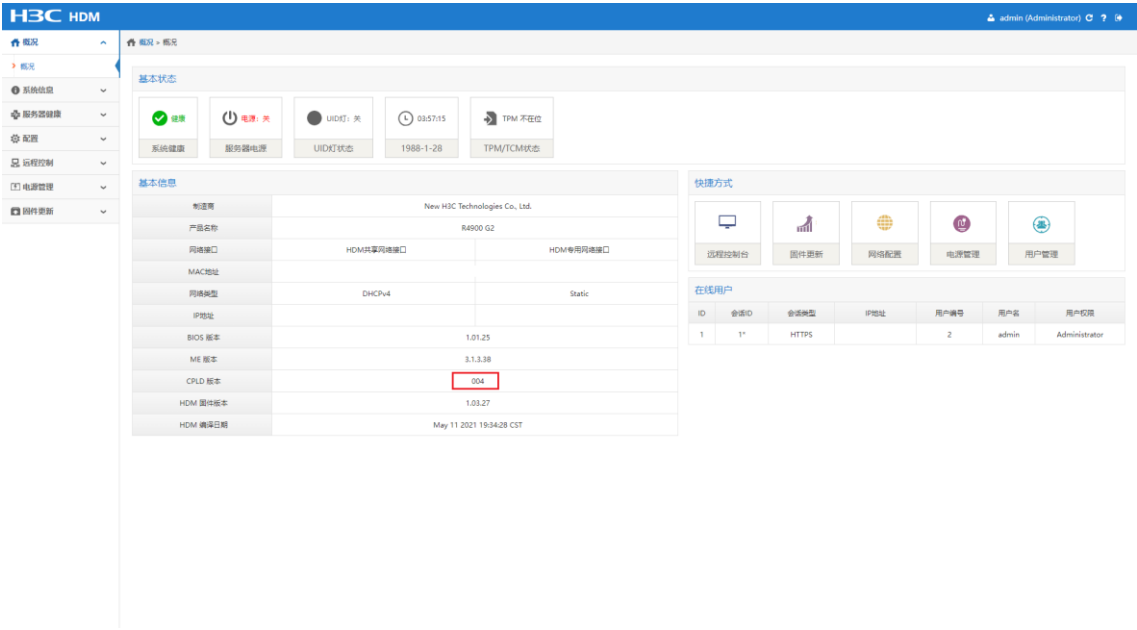 H3C HDM
admin (Administrator)
概况
概况 > 概况
概况
系统信息
服务器健康
配置
远程控制
电源管理
固件更新
基本状态
健康
电源: 关
UID灯: 关
03:57:15
TPM 不在位
系统健康
服务器电源
UID灯状态
1988-1-28
TPM/TCM状态
基本信息
制造商 New H3C Technologies Co., Ltd.
产品名称 R4900 G2
网络接口 HDM共享网络接口 HDM专用网络接口
MAC地址
网络类型 DHCPv4 Static
IP地址
BIOS 版本 1.01.25
ME 版本 3.1.3.38
CPLD 版本 004
HDM 固件版本 1.03.27
HDM 编译日期 May 11 2021 19:34:28 CST
快捷方式
远程控制台
固件更新
网络配置
电源管理
用户管理
在线用户
ID 会话ID 会话类型 IP地址 用户编号 用户名 用户权限
1 1* HTTPS 2 admin Administrator